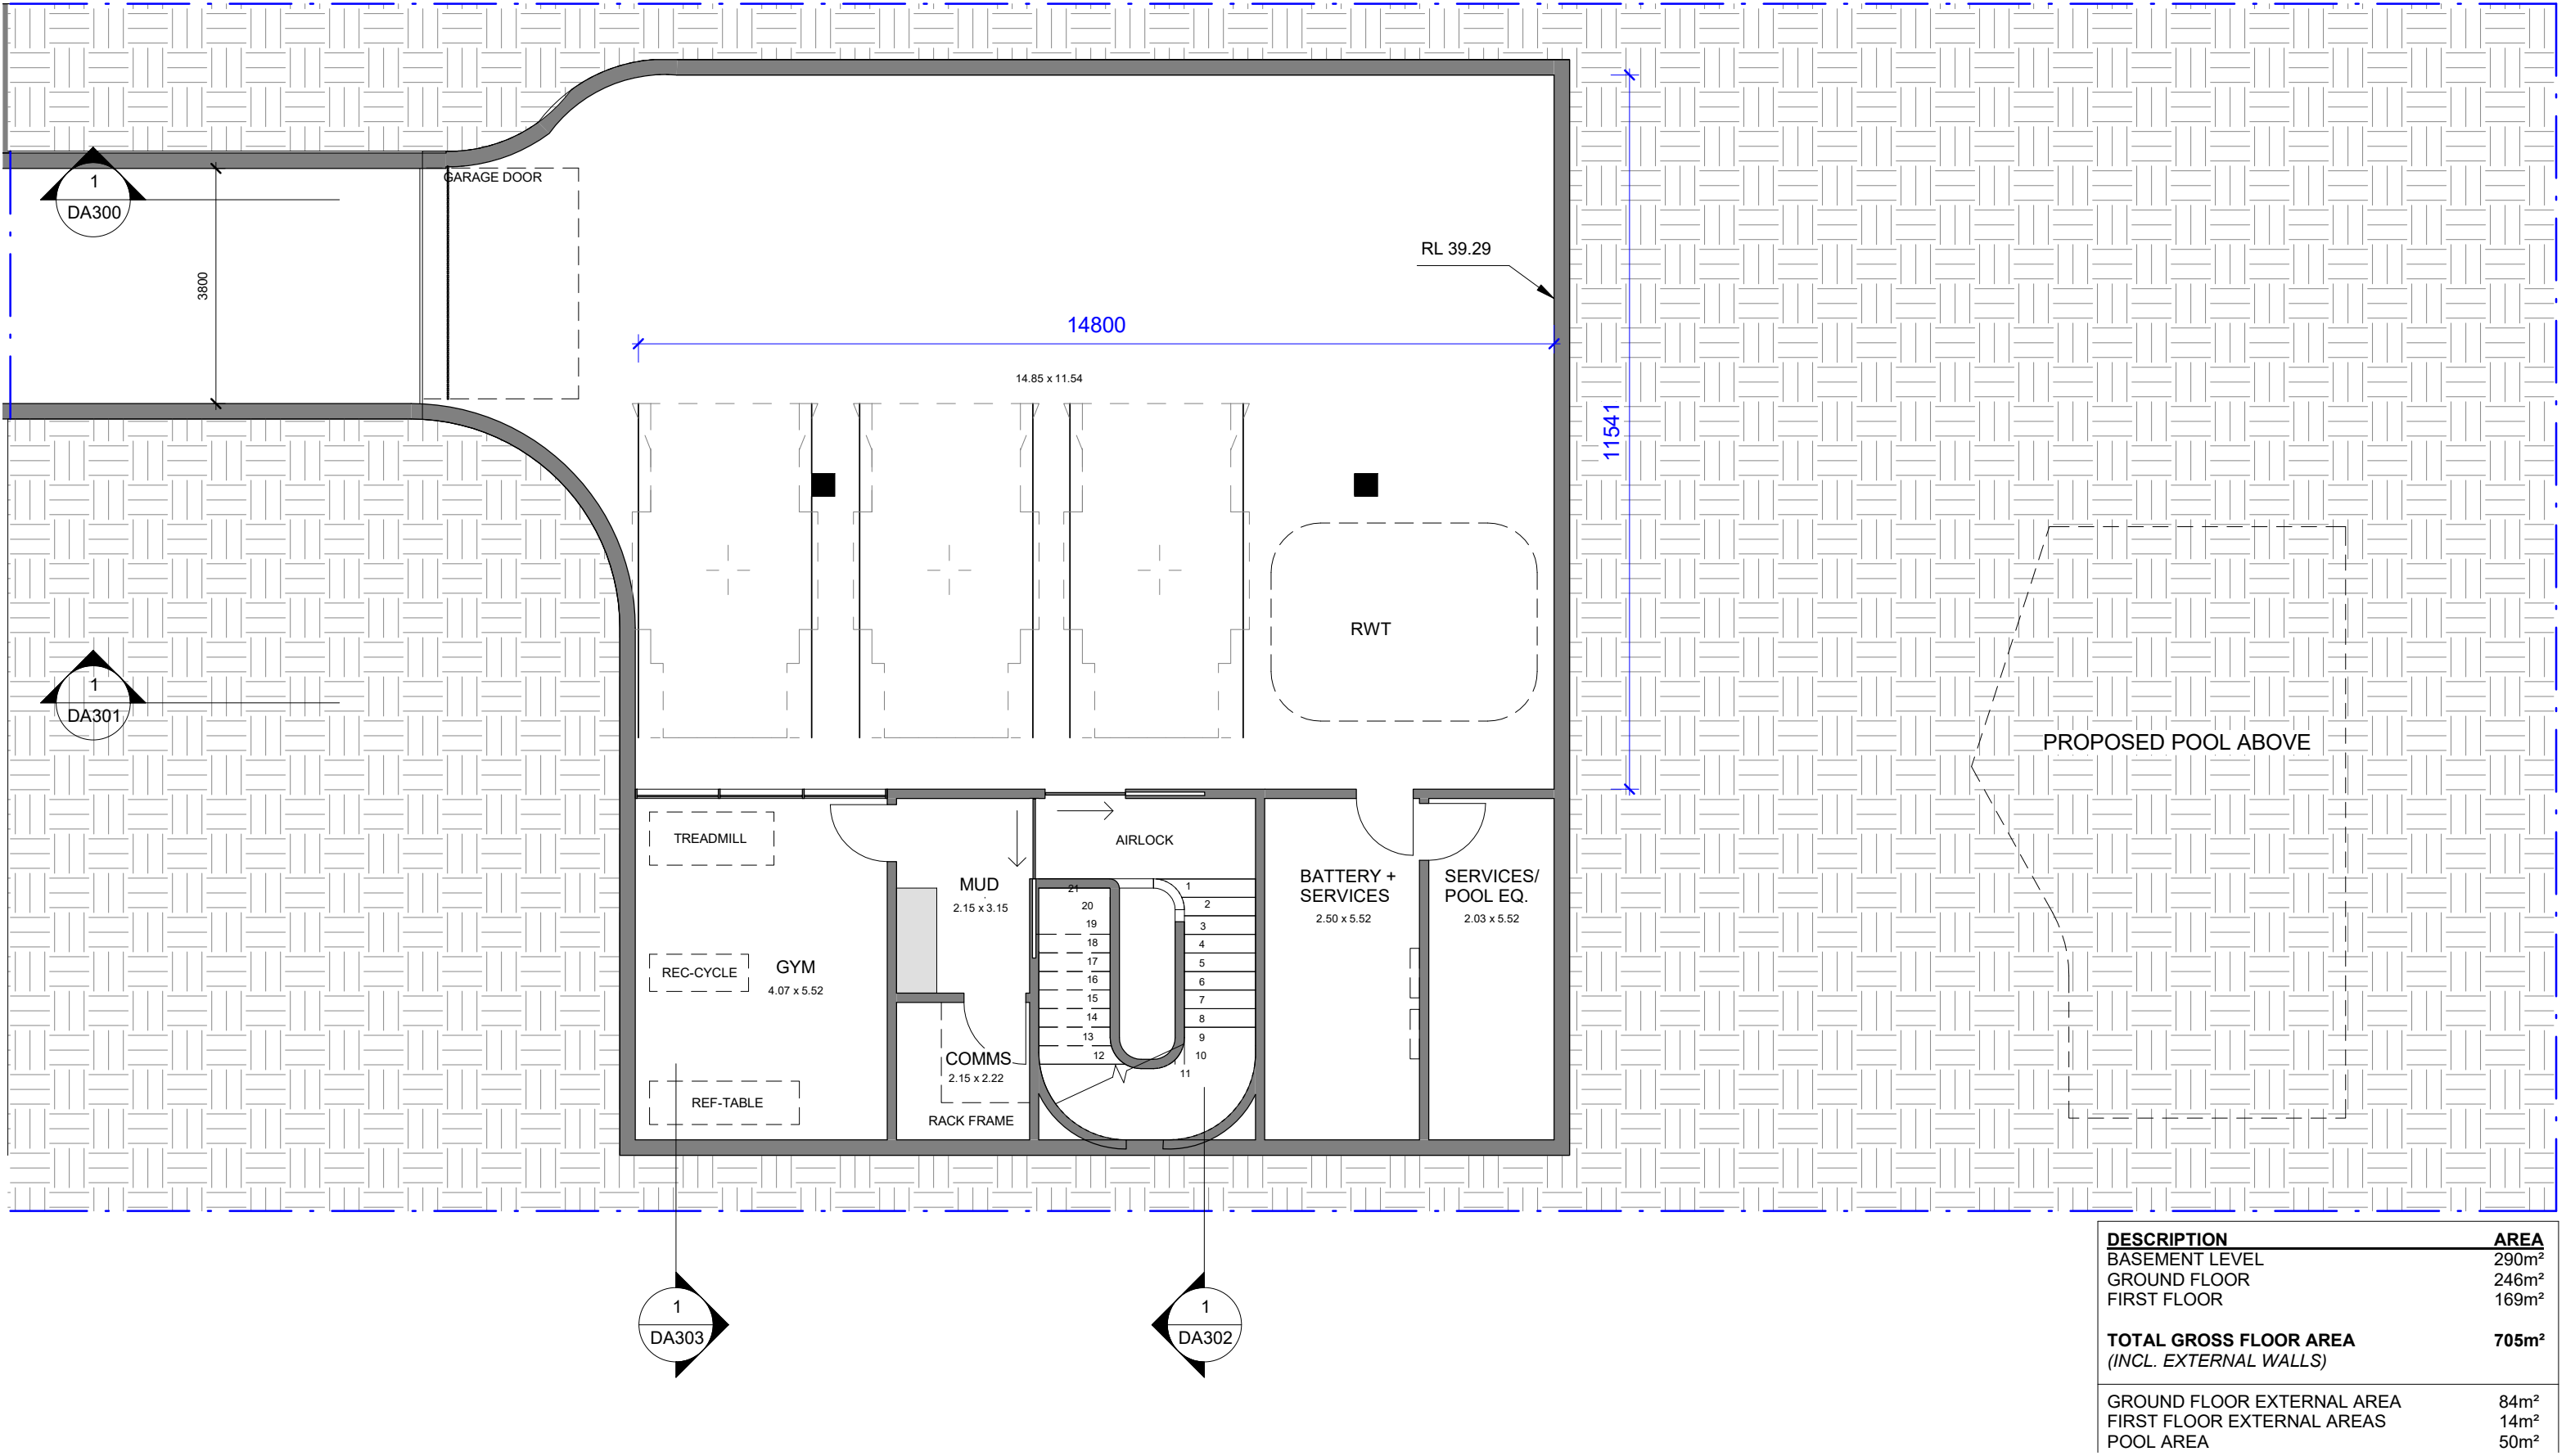 GARAGE DOOR
1
DA300
3800
RL 39.29
14800
14.85 x 11.54
11541
RWT
1
DA301
PROPOSED POOL ABOVE
TREADMILL
AIRLOCK
MUD
2.15 x 3.15
BATTERY +
SERVICES
2.50 x 5.52
SERVICES/
POOL EQ.
2.03 x 5.52
21
20
19
18
17
16
15
14
13
12
1
2
3
4
5
6
7
8
9
10
11
REC-CYCLE
GYM
4.07 x 5.52
COMMS
2.15 x 2.22
REF-TABLE
RACK FRAME
1
DA303
1
DA302
DESCRIPTION AREA
BASEMENT LEVEL 290m²
GROUND FLOOR 246m²
FIRST FLOOR 169m²
TOTAL GROSS FLOOR AREA 705m²
(INCL. EXTERNAL WALLS)
GROUND FLOOR EXTERNAL AREA 84m²
FIRST FLOOR EXTERNAL AREAS 14m²
POOL AREA 50m²